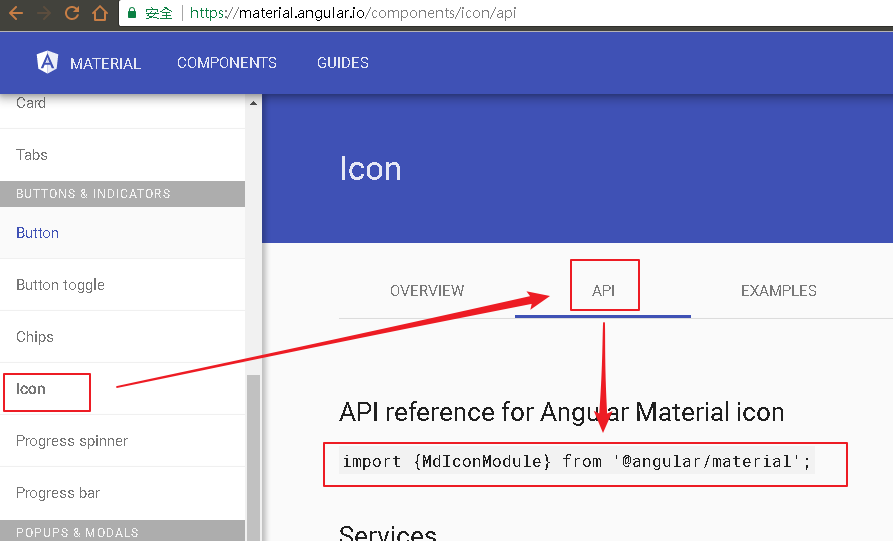 安全 https://material.angular.io/components/icon/api
MATERIAL COMPONENTS GUIDES
Card
Tabs
BUTTONS & INDICATORS
Button
Button toggle
Chips
Icon
Progress spinner
Progress bar
POPUPS & MODALS
Icon
OVERVIEW API EXAMPLES
API reference for Angular Material icon
import {MdIconModule} from '@angular/material';
Services